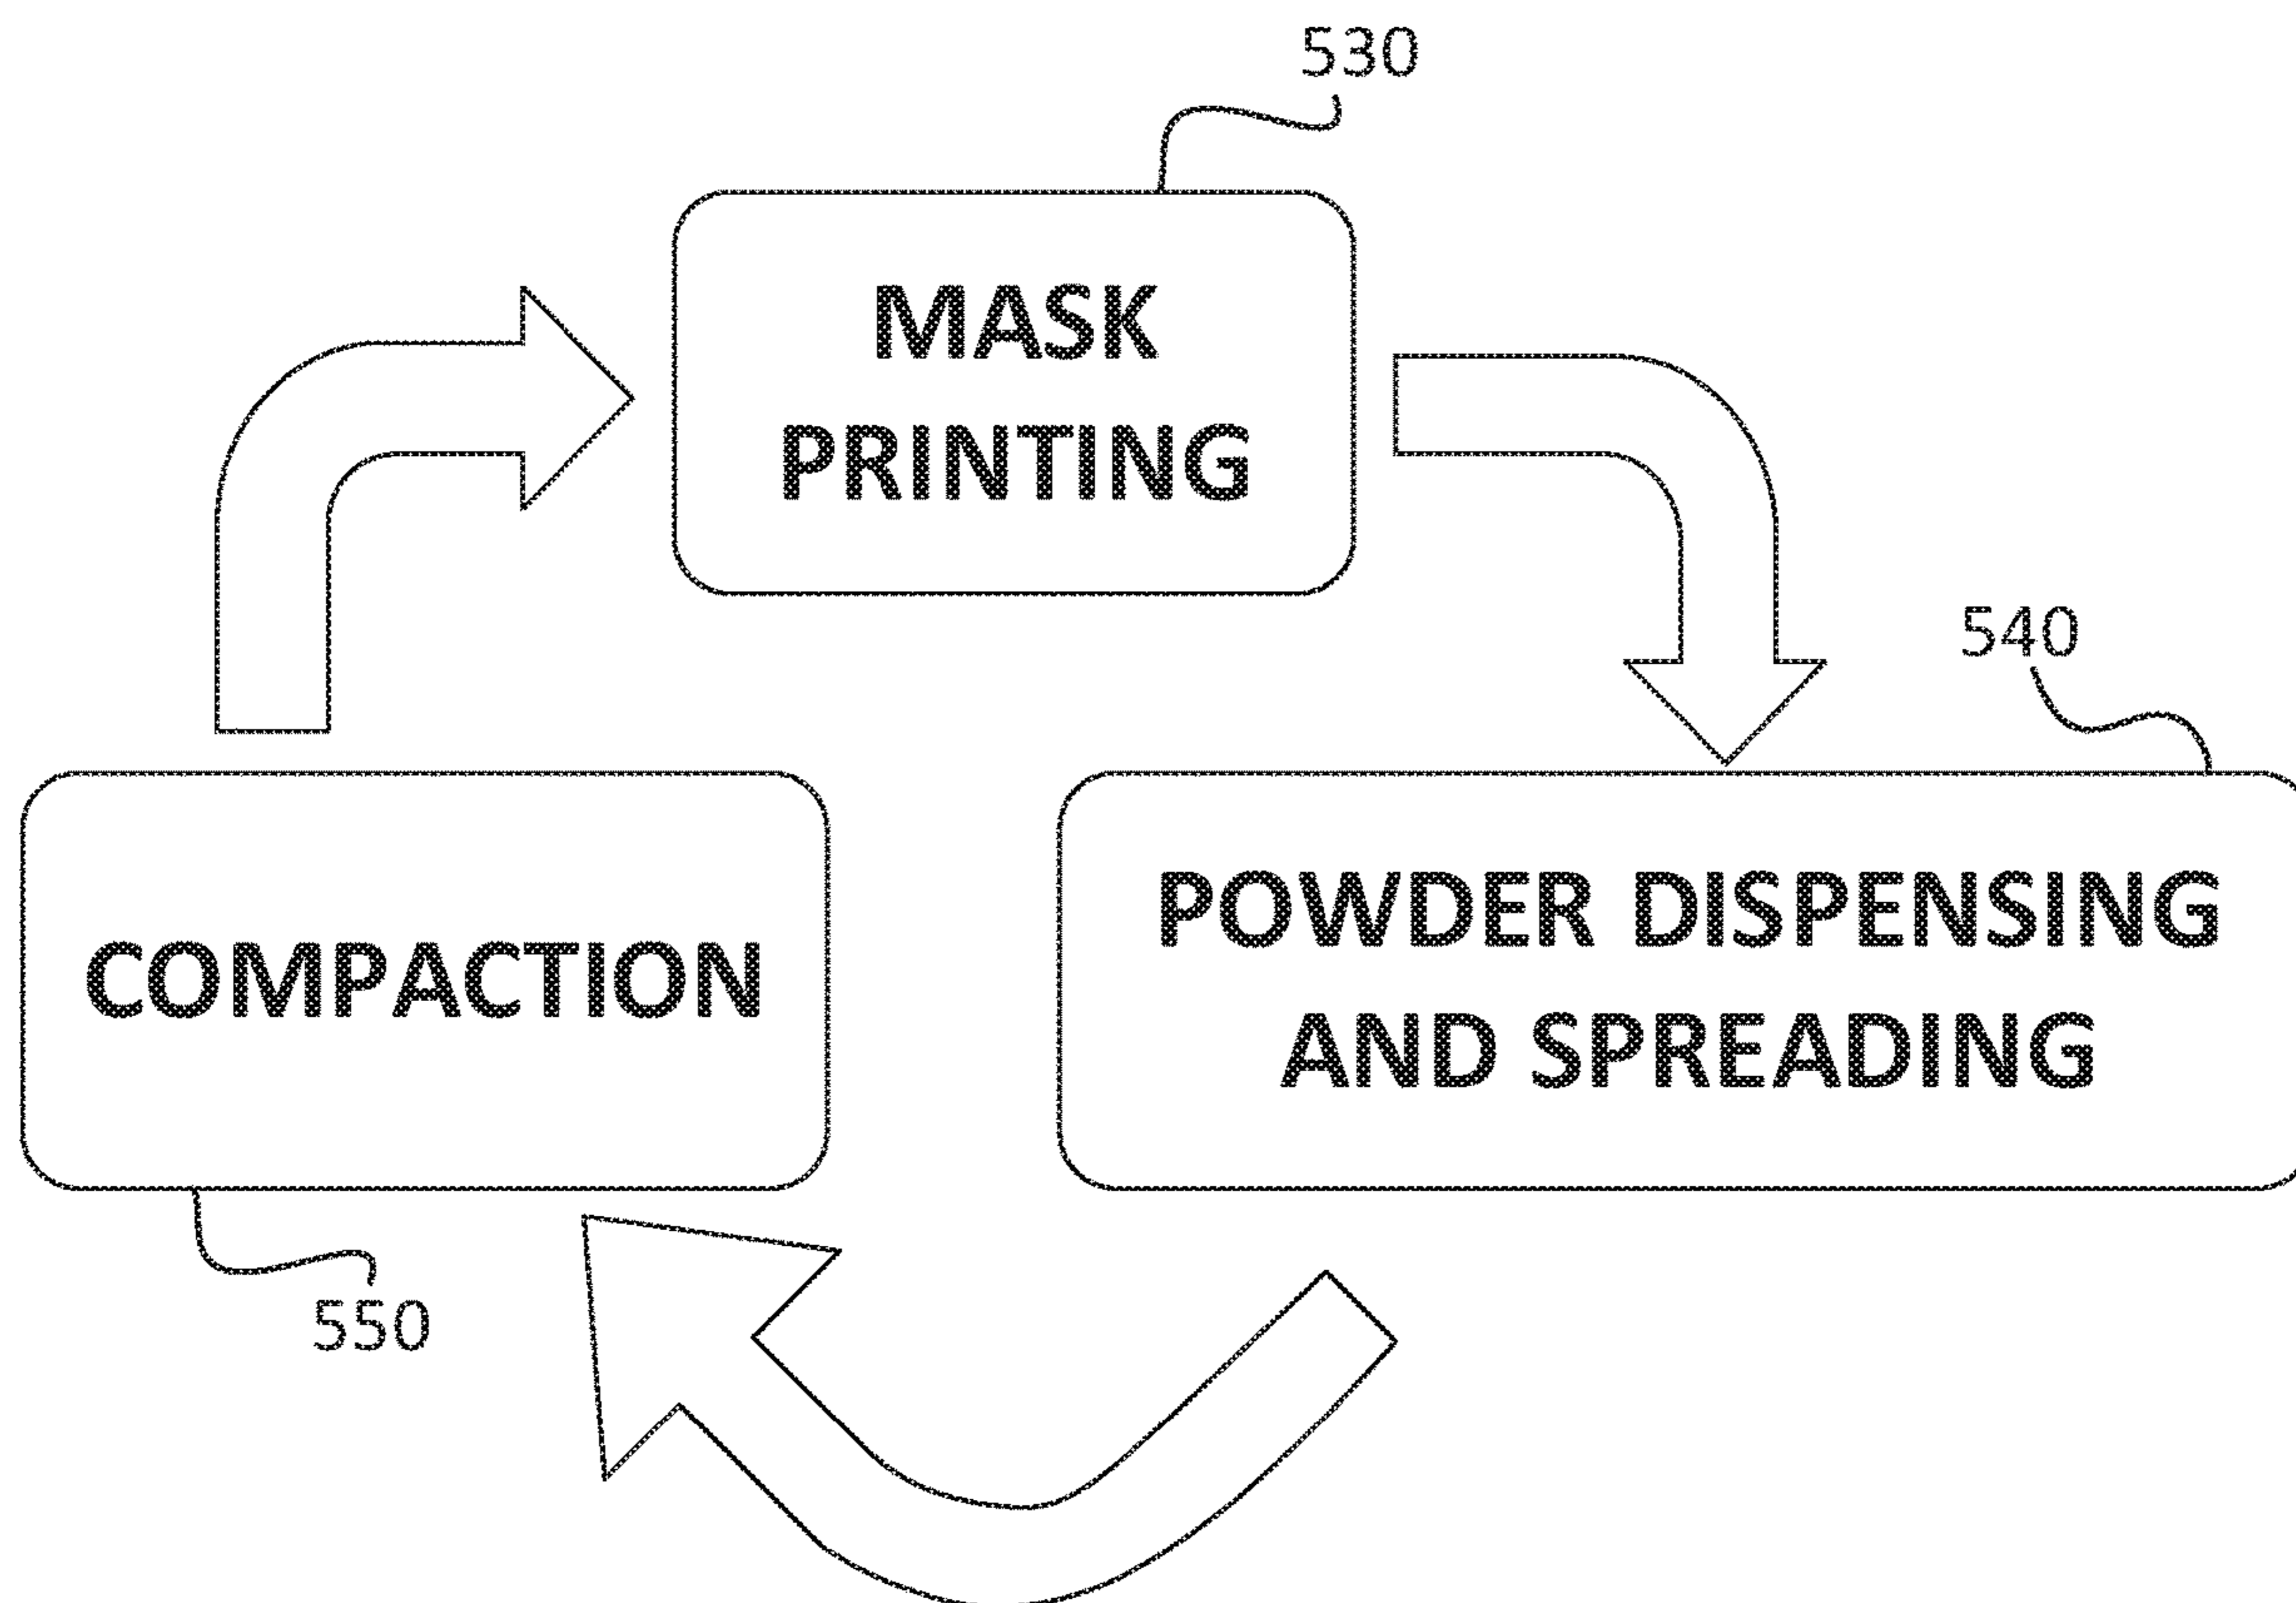 530
MASK
PRINTING
540
POWDER DISPENSING
AND SPREADING
COMPACTION
550